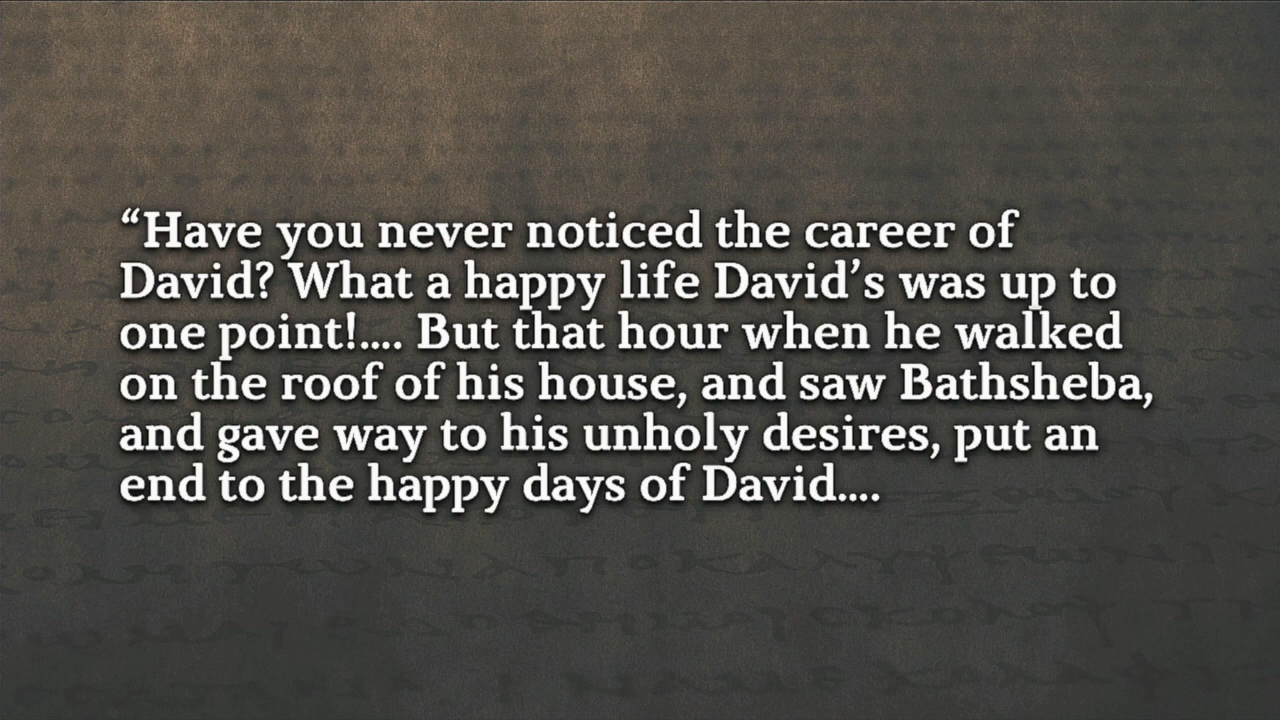 “Have you never noticed the career of
David? What a happy life David’s was up to
one point!.... But that hour when he walked
on the roof of his house, and saw Bathsheba,
and gave way to his unholy desires, put an
end to the happy days of David....